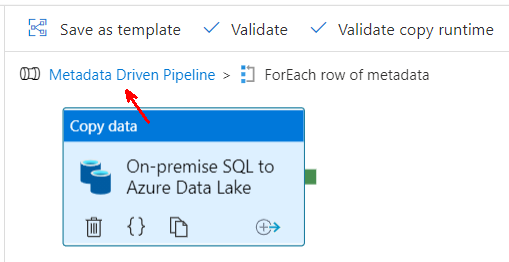 Save as template Validate Validate copy runtime
Metadata Driven Pipeline > ForEach row of metadata
Copy data
On-premise SQL to
Azure Data Lake
{}